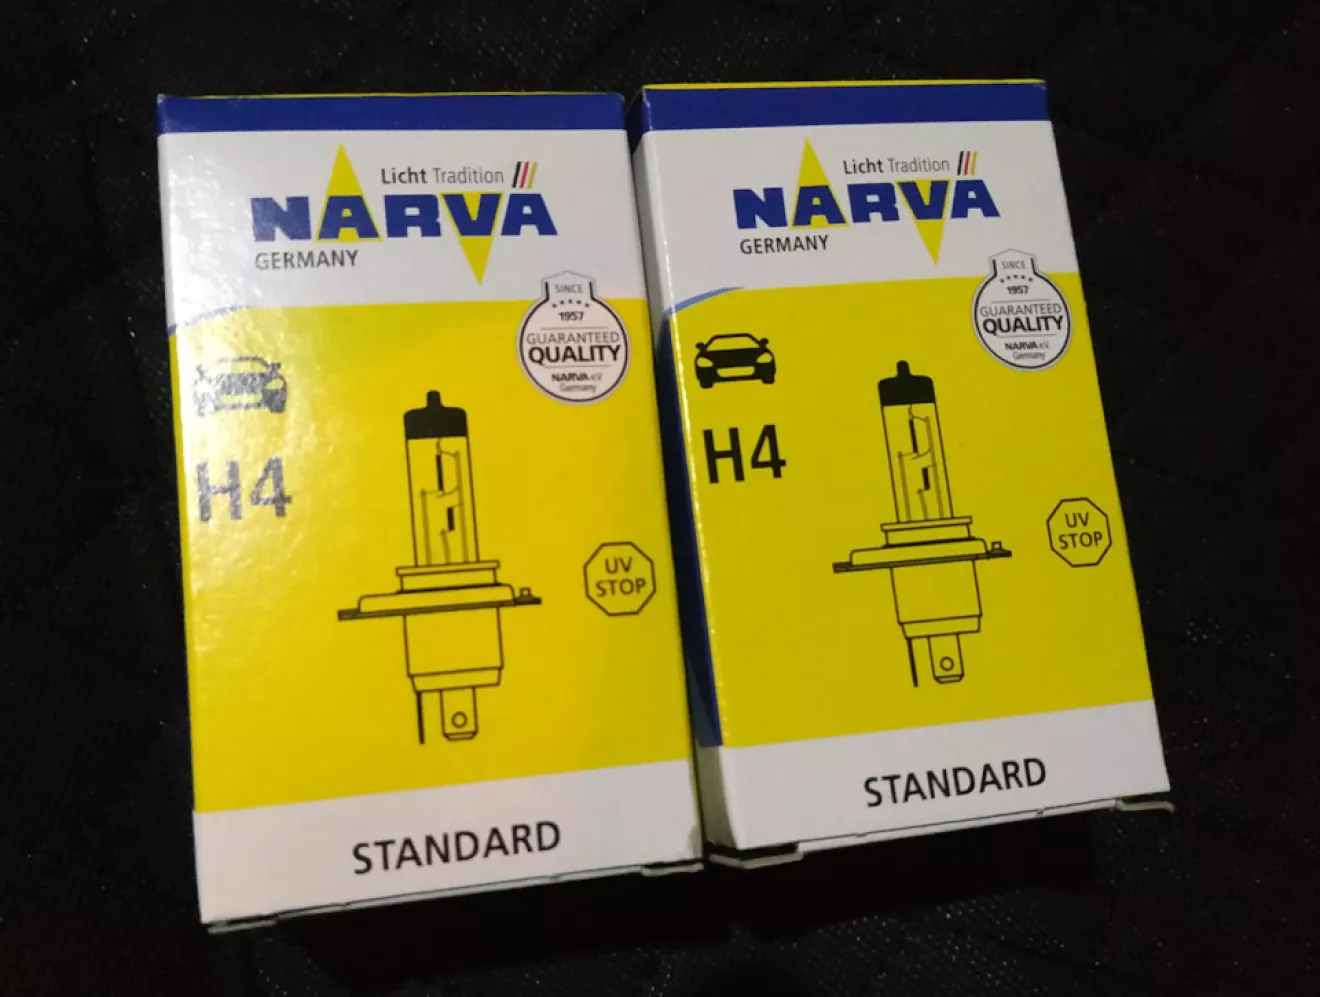 Licht Tradition
NARVA
GERMANY
SINCE
1957
GUARANTEED
QUALITY
NARVA e.V.
Germany
H4
UV
STOP
STANDARD
Licht Tradition
NARVA
GERMANY
SINCE
1957
GUARANTEED
QUALITY
NARVA e.V.
Germany
H4
UV
STOP
STANDARD